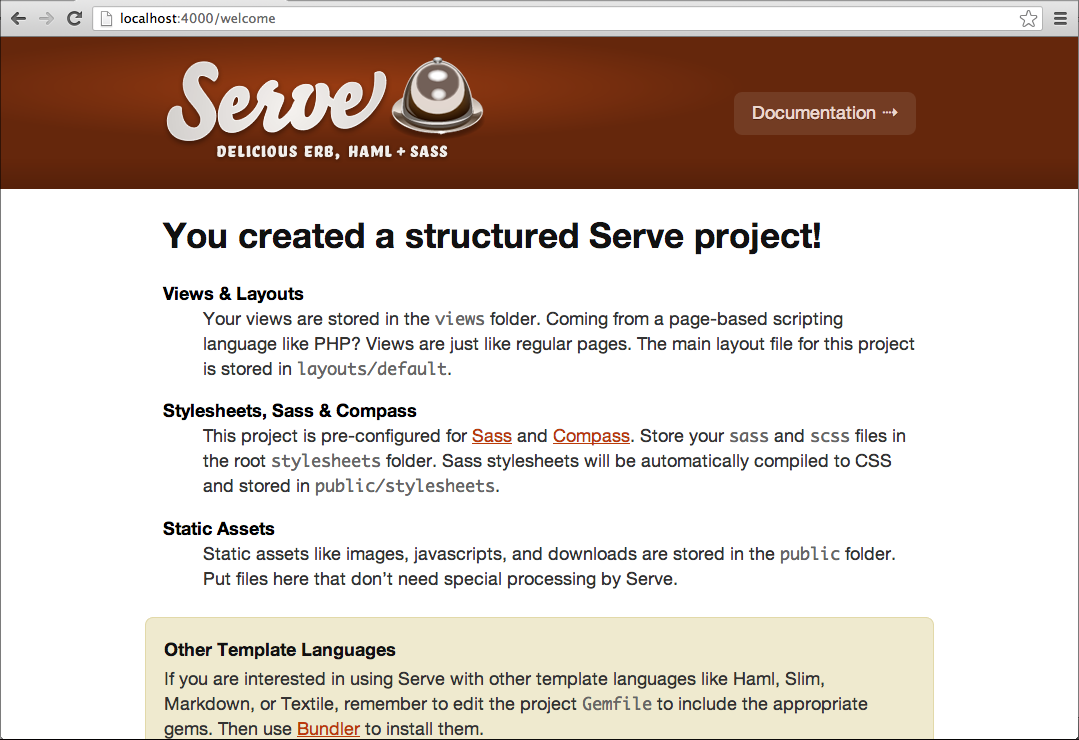 localhost:4000/welcome
Serve
DELICIOUS ERB, HAML + SASS
Documentation ⇢
You created a structured Serve project!
Views & Layouts
Your views are stored in the views folder. Coming from a page-based scripting
language like PHP? Views are just like regular pages. The main layout file for this project
is stored in layouts/default.
Stylesheets, Sass & Compass
This project is pre-configured for Sass and Compass. Store your sass and scss files in
the root stylesheets folder. Sass stylesheets will be automatically compiled to CSS
and stored in public/stylesheets.
Static Assets
Static assets like images, javascripts, and downloads are stored in the public folder.
Put files here that don’t need special processing by Serve.
Other Template Languages
If you are interested in using Serve with other template languages like Haml, Slim,
Markdown, or Textile, remember to edit the project Gemfile to include the appropriate
gems. Then use Bundler to install them.